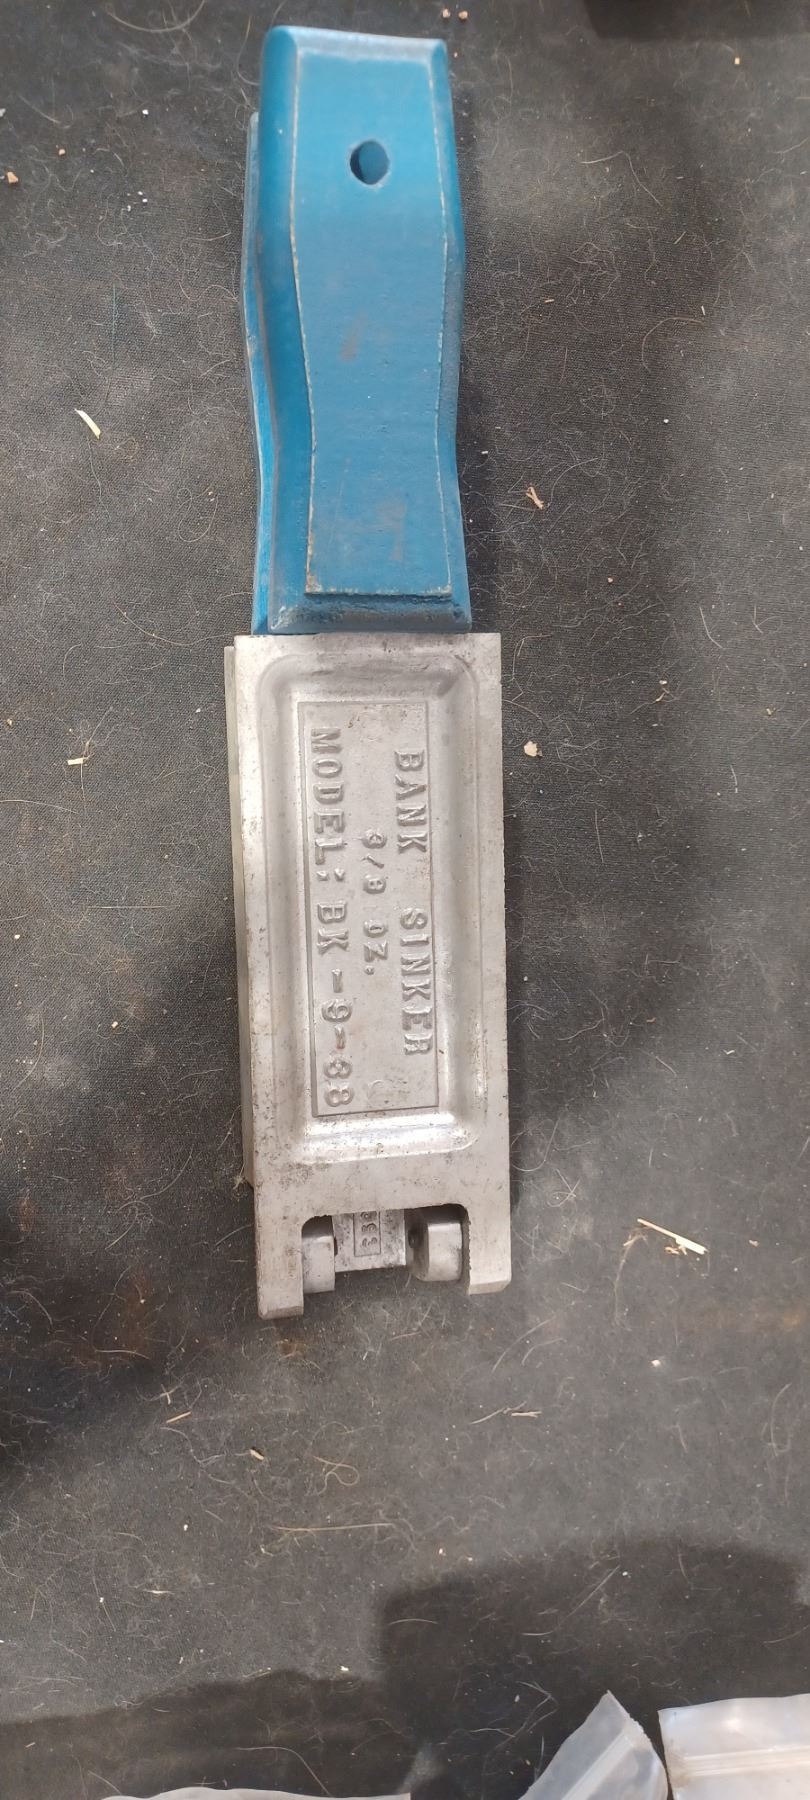 BANK SINKER
3/8 OZ.
MODEL: BK-9-38